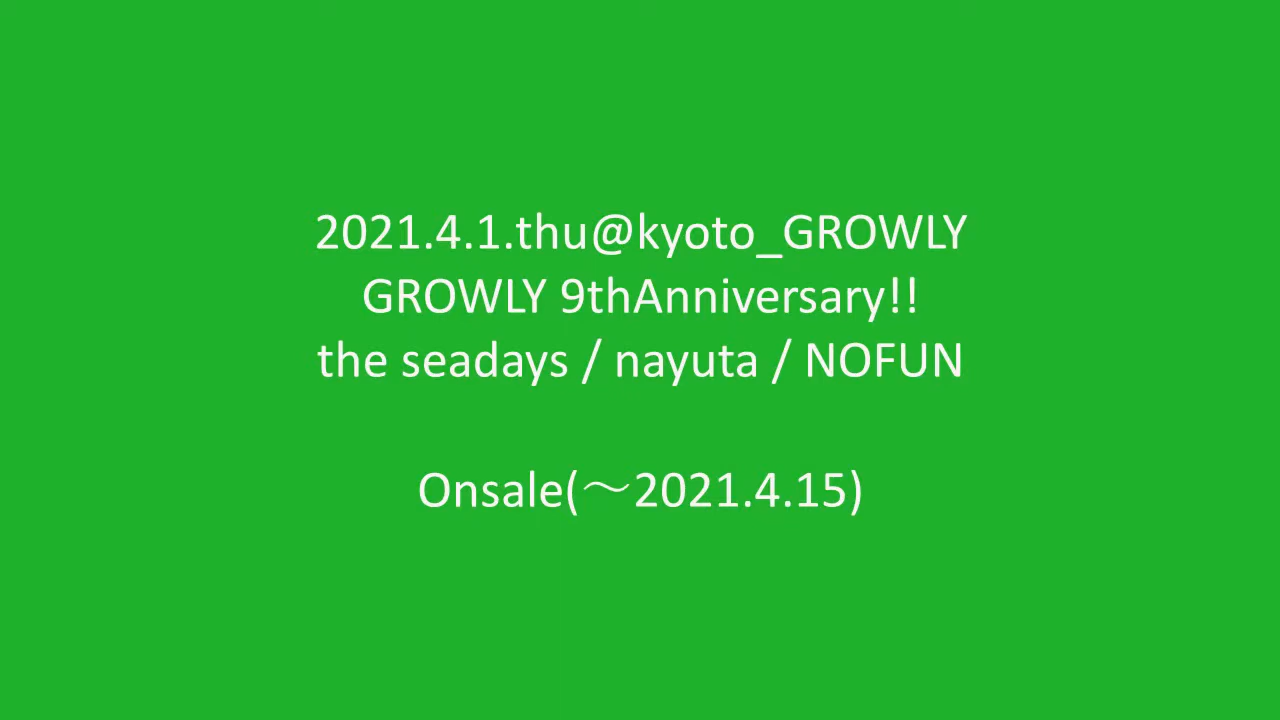 2021.4.1.thu@kyoto_GROWLY
GROWLY 9thAnniversary!!
the seadays / nayuta / NOFUN
Onsale(～2021.4.15)